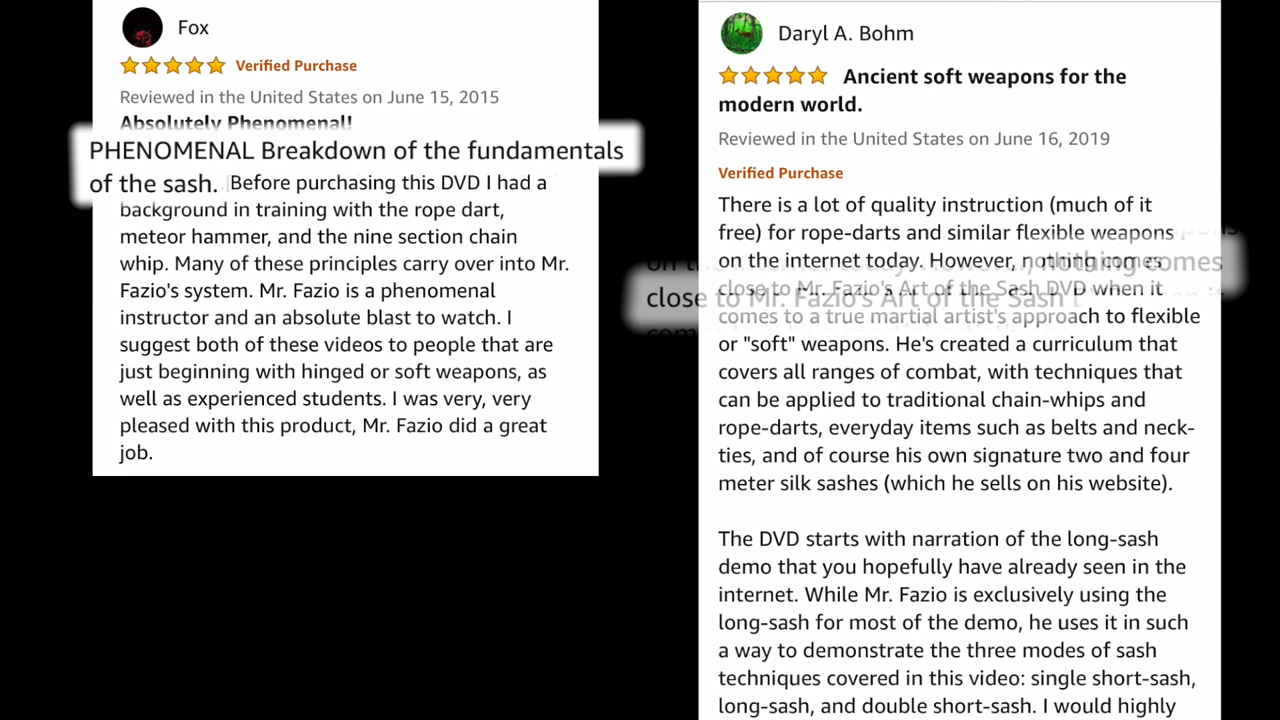 Fox
Verified Purchase
Reviewed in the United States on June 15, 2015
Absolutely Phenomenal!
PHENOMENAL Breakdown of the fundamentals
of the sash. Before purchasing this DVD I had a
background in training with the rope dart,
meteor hammer, and the nine section chain
whip. Many of these principles carry over into Mr.
Fazio's system. Mr. Fazio is a phenomenal
instructor and an absolute blast to watch. I
suggest both of these videos to people that are
just beginning with hinged or soft weapons, as
well as experienced students. I was very, very
pleased with this product, Mr. Fazio did a great
job.
Daryl A. Bohm
Ancient soft weapons for the
modern world.
Reviewed in the United States on June 16, 2019
Verified Purchase
There is a lot of quality instruction (much of it
free) for rope-darts and similar flexible weapons
on the internet today. However, nothing comes
nothing comes
close to Mr. Fazio's Art of the Sash DVD when it
close to Mr. Fazio's Art of the Sash
comes to a true martial artist's approach to flexible
or "soft" weapons. He's created a curriculum that
covers all ranges of combat, with techniques that
can be applied to traditional chain-whips and
rope-darts, everyday items such as belts and neck-
ties, and of course his own signature two and four
meter silk sashes (which he sells on his website).
The DVD starts with narration of the long-sash
demo that you hopefully have already seen in the
internet. While Mr. Fazio is exclusively using the
long-sash for most of the demo, he uses it in such
a way to demonstrate the three modes of sash
techniques covered in this video: single short-sash,
long-sash, and double short-sash. I would highly